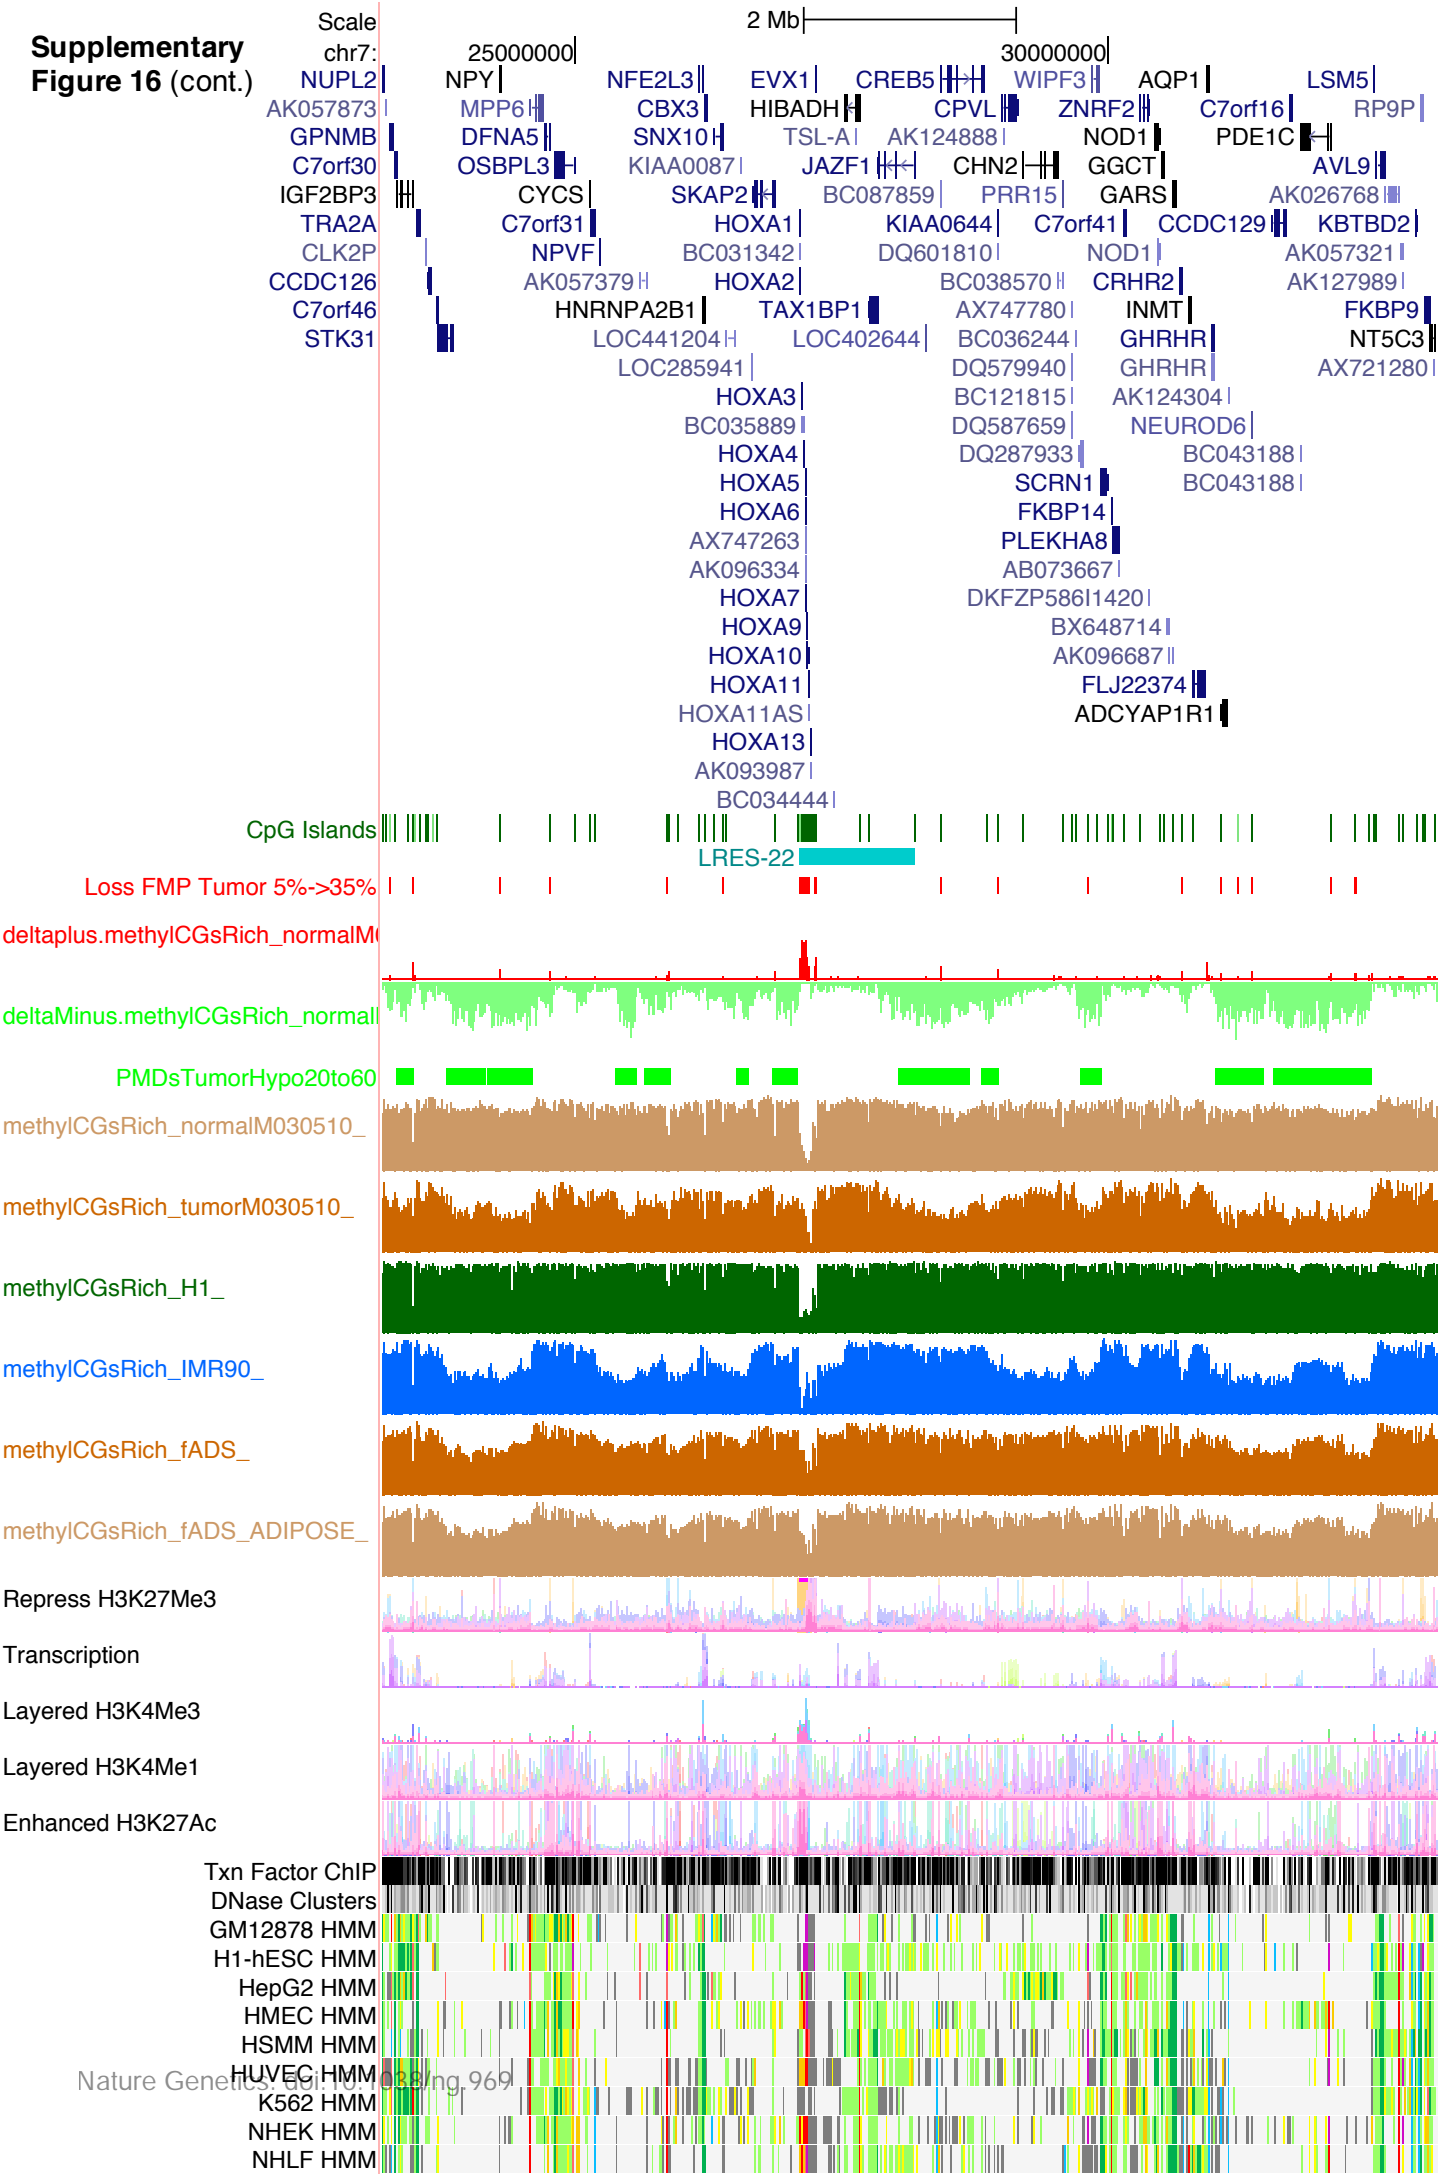 Supplementary
Figure 16 (cont.)
Scale 2 Mb
chr7: 25000000 30000000
NUPL2 NPY NFE2L3 EVX1 CREB5 WIPF3 AQP1 LSM5
AK057873 MPP6 CBX3 HIBADH CPVL ZNRF2 C7orf16 RP9P
GPNMB DFNA5 SNX10 TSL-A AK124888 NOD1 PDE1C
C7orf30 OSBPL3 KIAA0087 JAZF1 CHN2 GGCT AVL9
IGF2BP3 CYCS SKAP2 BC087859 PRR15 GARS AK026768
TRA2A C7orf31 HOXA1 KIAA0644 C7orf41 CCDC129 KBTBD2
CLK2P NPVF BC031342 DQ601810 NOD1 AK057321
CCDC126 AK057379 HOXA2 BC038570 CRHR2 AK127989
C7orf46 HNRNPA2B1 TAX1BP1 AX747780 INMT FKBP9
STK31 LOC441204 LOC402644 BC036244 GHRHR NT5C3
LOC285941 DQ579940 GHRHR AX721280
HOXA3 BC121815 AK124304
BC035889 DQ587659 NEUROD6
HOXA4 DQ287933 BC043188
HOXA5 SCRN1 BC043188
HOXA6 FKBP14
AX747263 PLEKHA8
AK096334 AB073667
HOXA7 DKFZP586I1420
HOXA9 BX648714
HOXA10 AK096687
HOXA11 FLJ22374
HOXA11AS ADCYAP1R1
HOXA13
AK093987
BC034444
CpG Islands
LRES-22
Loss FMP Tumor 5%->35%
deltaplus.methylCGsRich_normalM
deltaMinus.methylCGsRich_normal
PMDsTumorHypo20to60
methylCGsRich_normalM030510_
methylCGsRich_tumorM030510_
methylCGsRich_H1_
methylCGsRich_IMR90_
methylCGsRich_fADS_
methylCGsRich_fADS_ADIPOSE_
Repress H3K27Me3
Transcription
Layered H3K4Me3
Layered H3K4Me1
Enhanced H3K27Ac
Txn Factor ChIP
DNase Clusters
GM12878 HMM
H1-hESC HMM
HepG2 HMM
HMEC HMM
HSMM HMM
HUVEC HMM
Nature Genetics: doi:10.1038/ng.969
K562 HMM
NHEK HMM
NHLF HMM